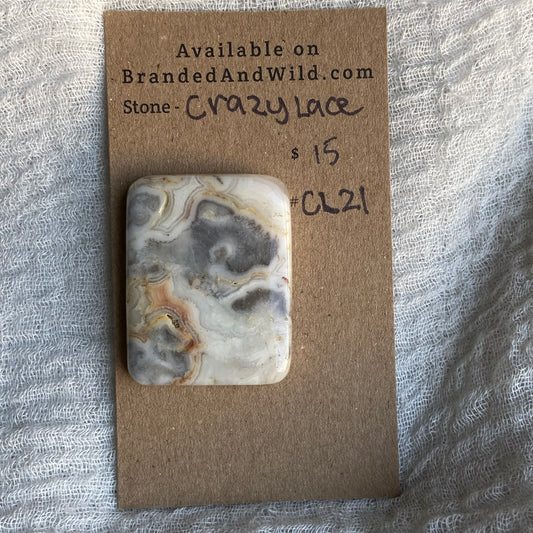 Available on
BrandedAndWild.com
Stone - Crazy Lace
$ 15
#CL21